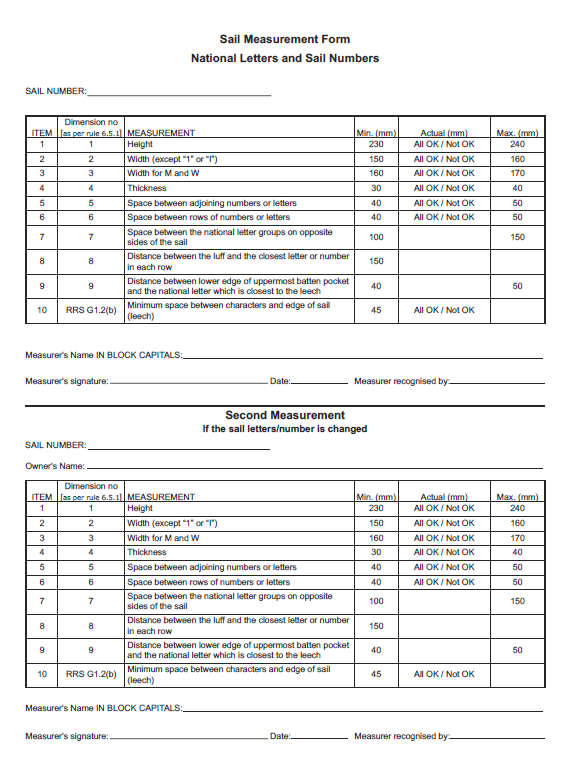 Sail Measurement Form
National Letters and Sail Numbers
SAIL NUMBER:
Dimension no
ITEM [as per rule 6.5.1] MEASUREMENT Min. (mm) Actual (mm) Max. (mm)
1 1 Height 230 All OK / Not OK 240
2 2 Width (except “1” or “I”) 150 All OK / Not OK 160
3 3 Width for M and W 160 All OK / Not OK 170
4 4 Thickness 30 All OK / Not OK 40
5 5 Space between adjoining numbers or letters 40 All OK / Not OK 50
6 6 Space between rows of numbers or letters 40 All OK / Not OK 50
7 7 Space between the national letter groups on opposite 100 150
sides of the sail
8 8 Distance between the luff and the closest letter or number 150
in each row
9 9 Distance between lower edge of uppermost batten pocket 40 50
and the national letter which is closest to the leech
10 RRS G1.2(b) Minimum space between characters and edge of sail 45 All OK / Not OK
(leech)
Measurer's Name IN BLOCK CAPITALS:
Measurer's signature: Date: Measurer recognised by:
Second Measurement
If the sail letters/number is changed
SAIL NUMBER:
Owner's Name:
Dimension no
ITEM [as per rule 6.5.1] MEASUREMENT Min. (mm) Actual (mm) Max. (mm)
1 1 Height 230 All OK / Not OK 240
2 2 Width (except “1” or “I”) 150 All OK / Not OK 160
3 3 Width for M and W 160 All OK / Not OK 170
4 4 Thickness 30 All OK / Not OK 40
5 5 Space between adjoining numbers or letters 40 All OK / Not OK 50
6 6 Space between rows of numbers or letters 40 All OK / Not OK 50
7 7 Space between the national letter groups on opposite 100 150
sides of the sail
8 8 Distance between the luff and the closest letter or number 150
in each row
9 9 Distance between lower edge of uppermost batten pocket 40 50
and the national letter which is closest to the leech
10 RRS G1.2(b) Minimum space between characters and edge of sail 45 All OK / Not OK
(leech)
Measurer's Name IN BLOCK CAPITALS:
Measurer's signature: Date: Measurer recognised by: